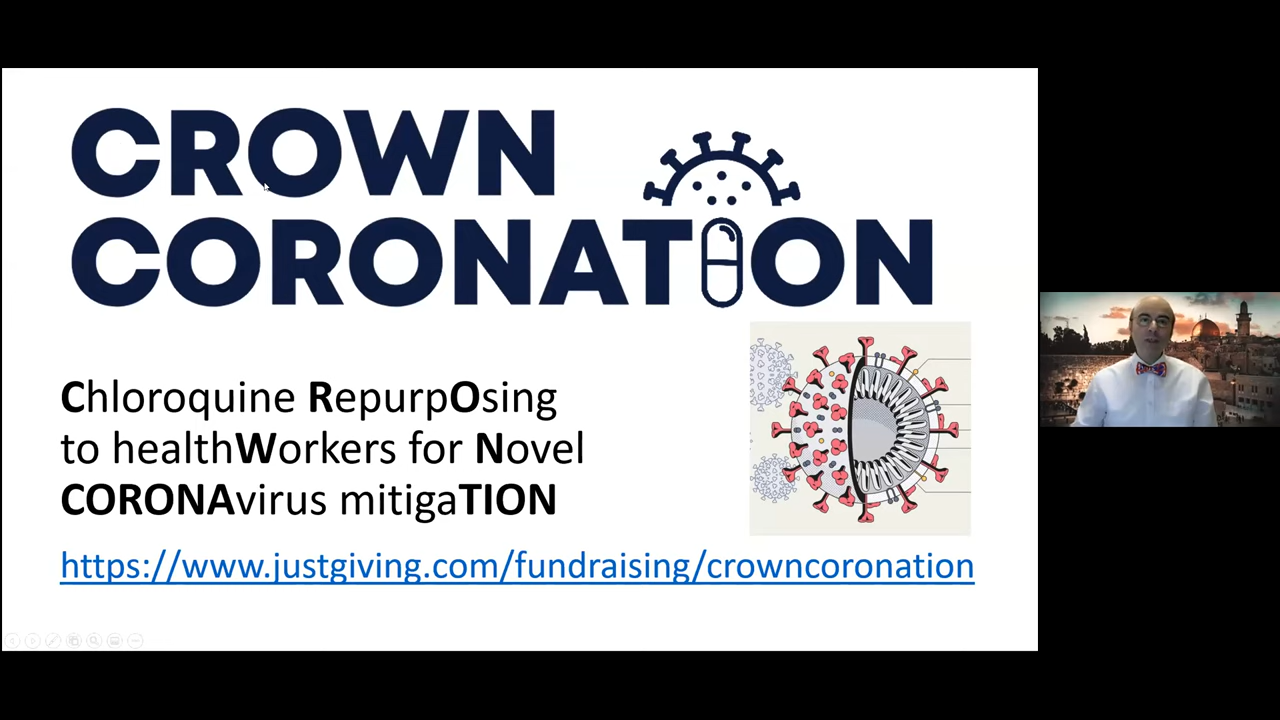 CROWN
CORONATION
Chloroquine RepurpOsing
to healthWorkers for Novel
CORONAvirus mitigaTION
https://www.justgiving.com/fundraising/crowncoronation